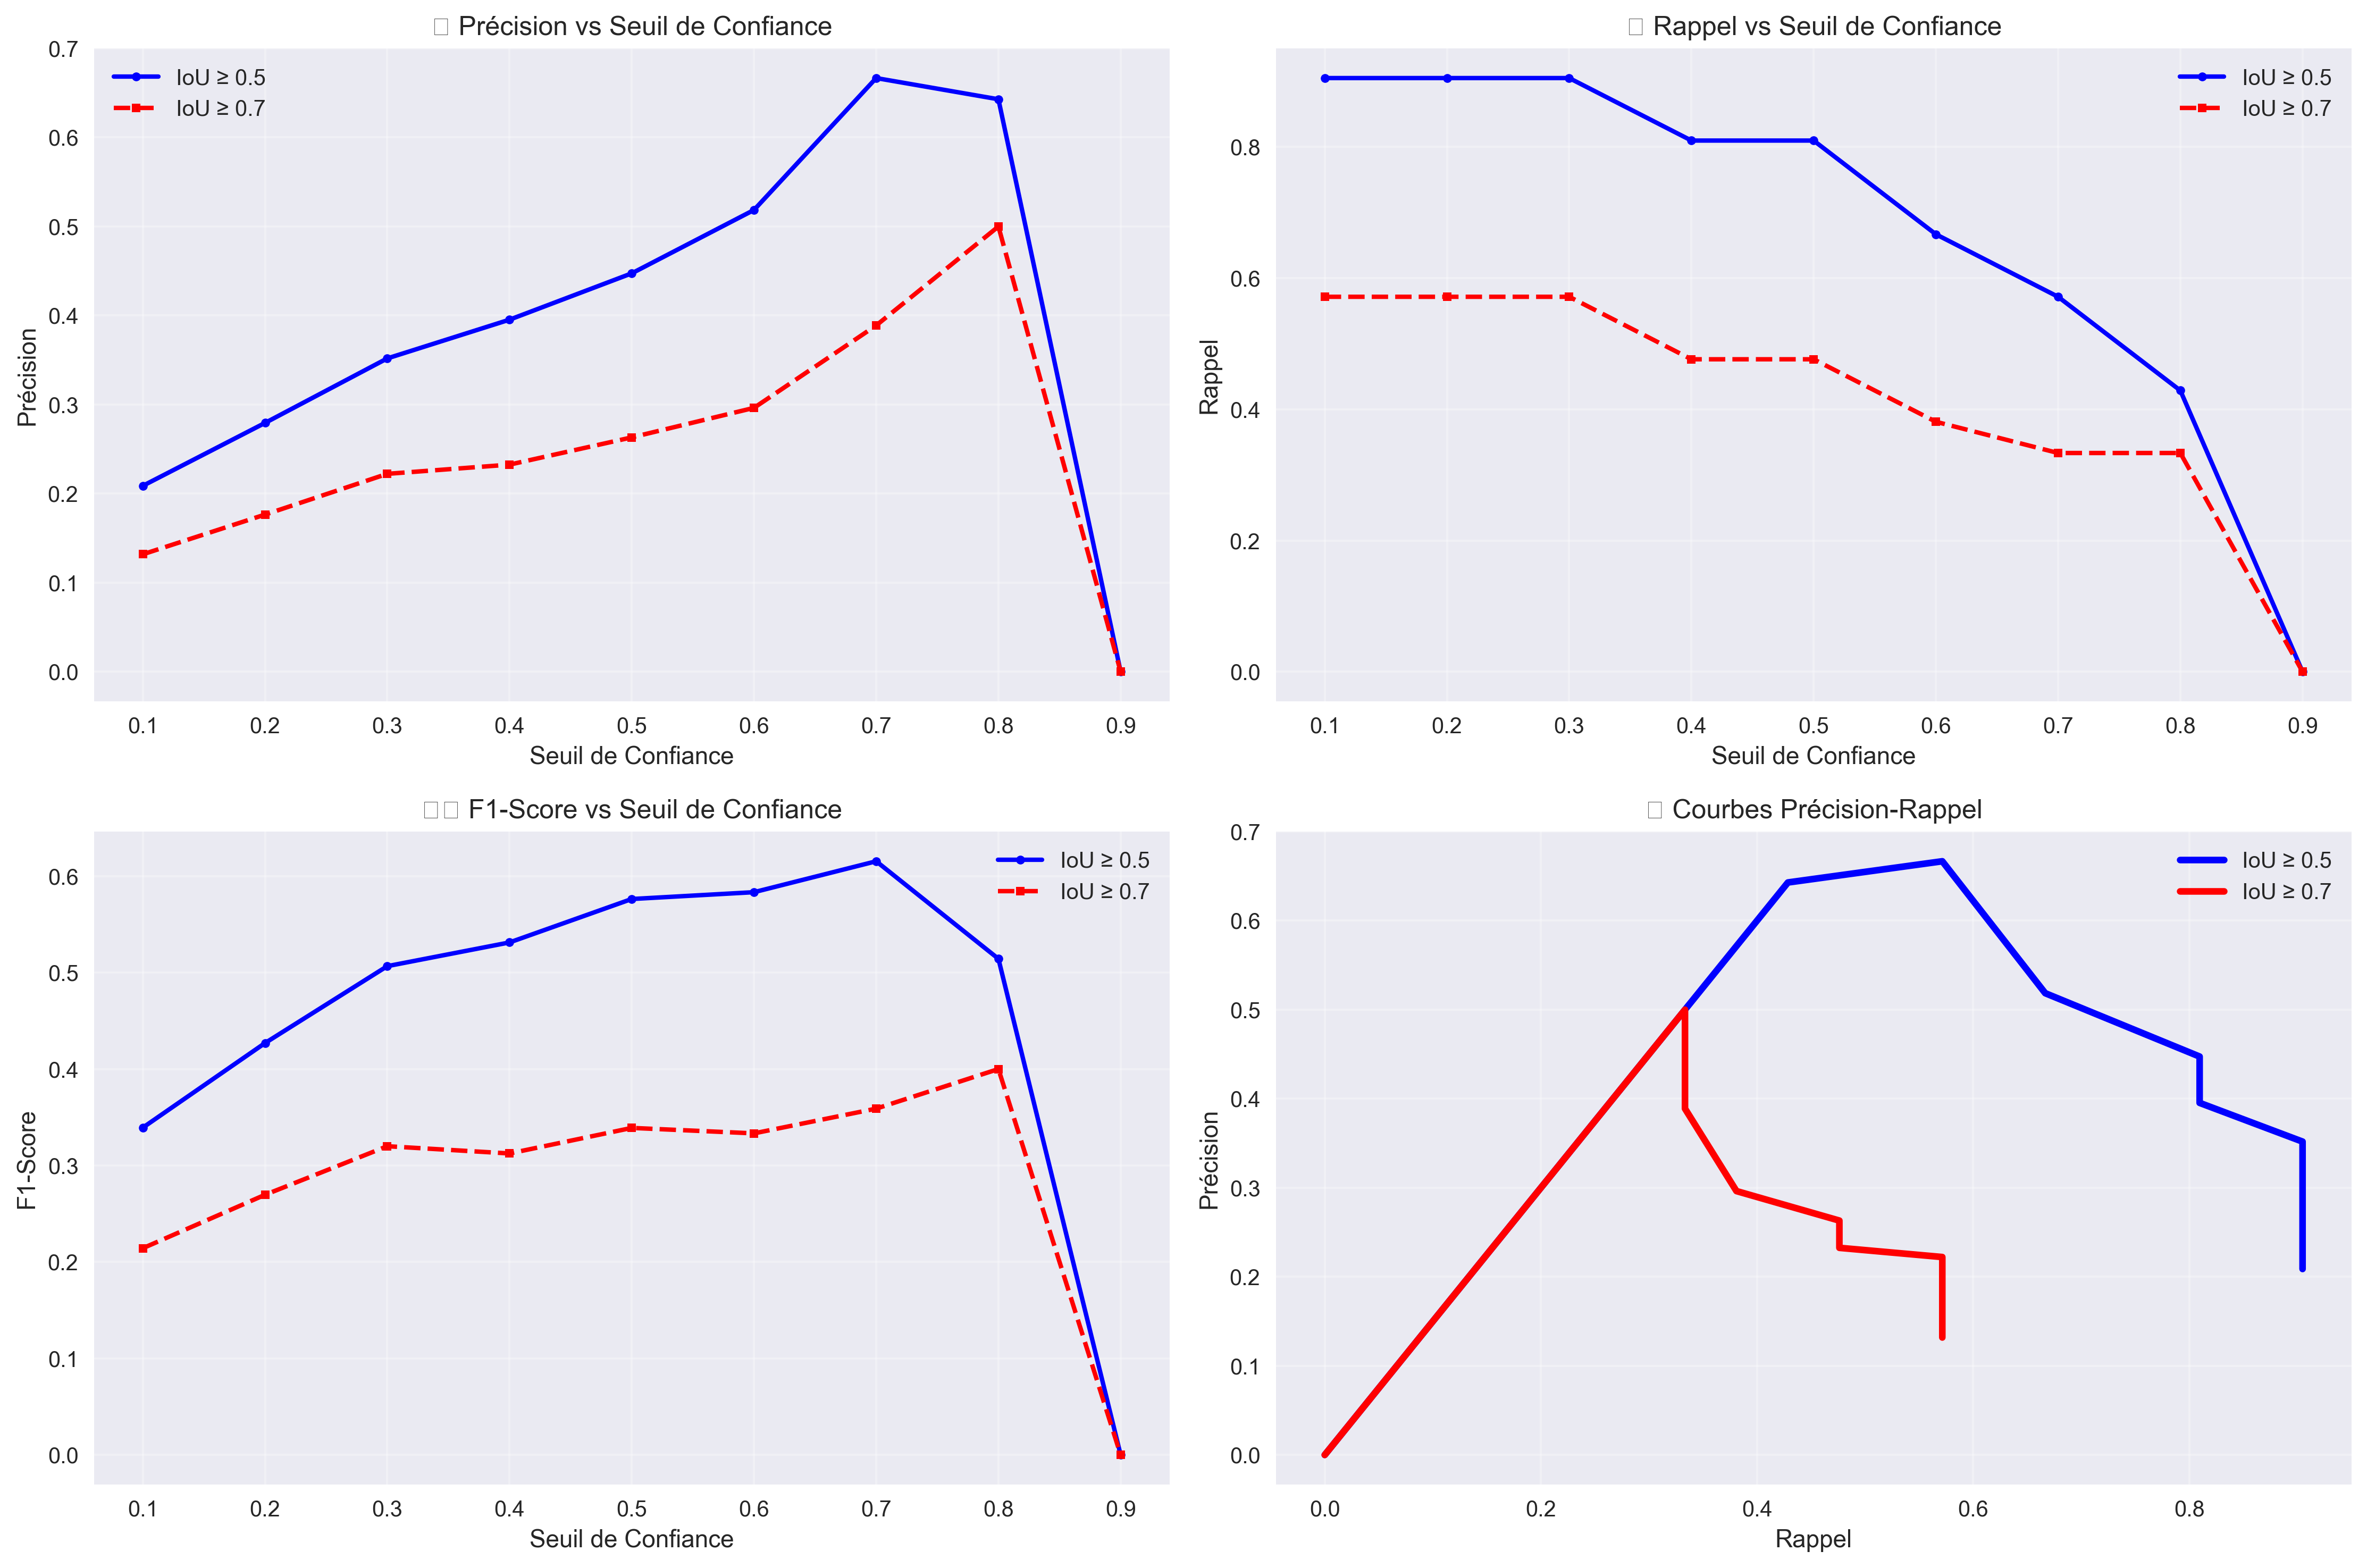 ▯ Précision vs Seuil de Confiance
0.7
0.6
0.5
0.4
0.3
0.2
0.1
0.0
Précision
IoU ≥ 0.5
IoU ≥ 0.7
0.1 0.2 0.3 0.4 0.5 0.6 0.7 0.8 0.9
Seuil de Confiance
▯ Rappel vs Seuil de Confiance
0.8
0.6
0.4
0.2
0.0
Rappel
IoU ≥ 0.5
IoU ≥ 0.7
0.1 0.2 0.3 0.4 0.5 0.6 0.7 0.8 0.9
Seuil de Confiance
▯▯ F1-Score vs Seuil de Confiance
0.6
0.5
0.4
0.3
0.2
0.1
0.0
F1-Score
IoU ≥ 0.5
IoU ≥ 0.7
0.1 0.2 0.3 0.4 0.5 0.6 0.7 0.8 0.9
Seuil de Confiance
▯ Courbes Précision-Rappel
0.7
0.6
0.5
0.4
0.3
0.2
0.1
0.0
Précision
IoU ≥ 0.5
IoU ≥ 0.7
0.0 0.2 0.4 0.6 0.8
Rappel